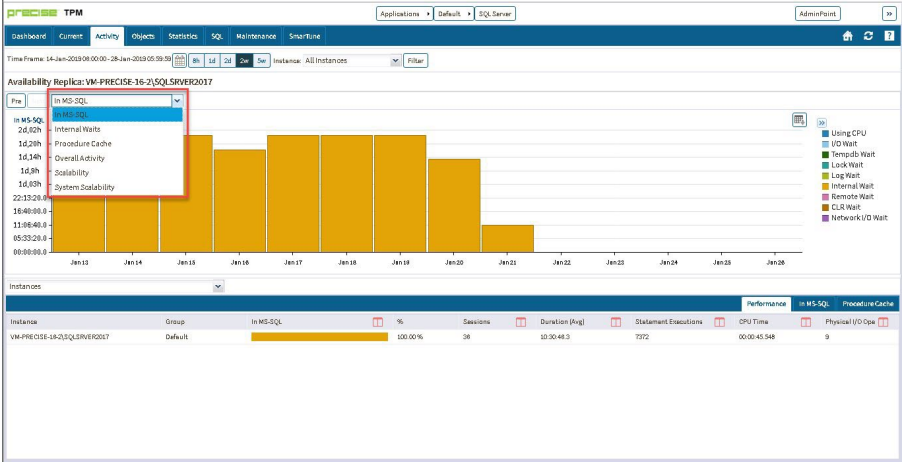 precise TPM
Applications Default SQL Server
AdminPoint
Dashboard Current Activity Objects Statistics SQL Maintenance SmarTune
Time Frame: 14-Jan-2019 06:00:00 - 28-Jan-2019 05:59:59 8h 1d 2d 2w 5w Instance: All Instances Filter
Availability Replica: VM-PRECISE-16-2\SQLSRVER2017
Pre In MS-SQL
In MS-SQL
Internal Waits
Procedure Cache
Overall Activity
Scalability
System Scalability
In MS-SQL
2d,02h
1d,20h
1d,14h
1d,9h
1d,03h
22:13:20.0
16:40:00.0
11:06:40.0
05:33:20.0
00:00:00.0
Jan 13 Jan 14 Jan 15 Jan 16 Jan 17 Jan 18 Jan 19 Jan 20 Jan 21 Jan 22 Jan 23 Jan 24 Jan 25 Jan 26
Using CPU
I/O Wait
Tempdb Wait
Lock Wait
Log Wait
Internal Wait
Remote Wait
CLR Wait
Network I/O Wait
Instances
Performance In MS-SQL Procedure Cache
Instance Group In MS-SQL % Sessions Duration (Avg) Statement Executions CPU Time Physical I/O Ope
VM-PRECISE-16-2\SQLSRVER2017 Default 100.00 % 36 10:30:46.3 7372 00:00:45.548 9